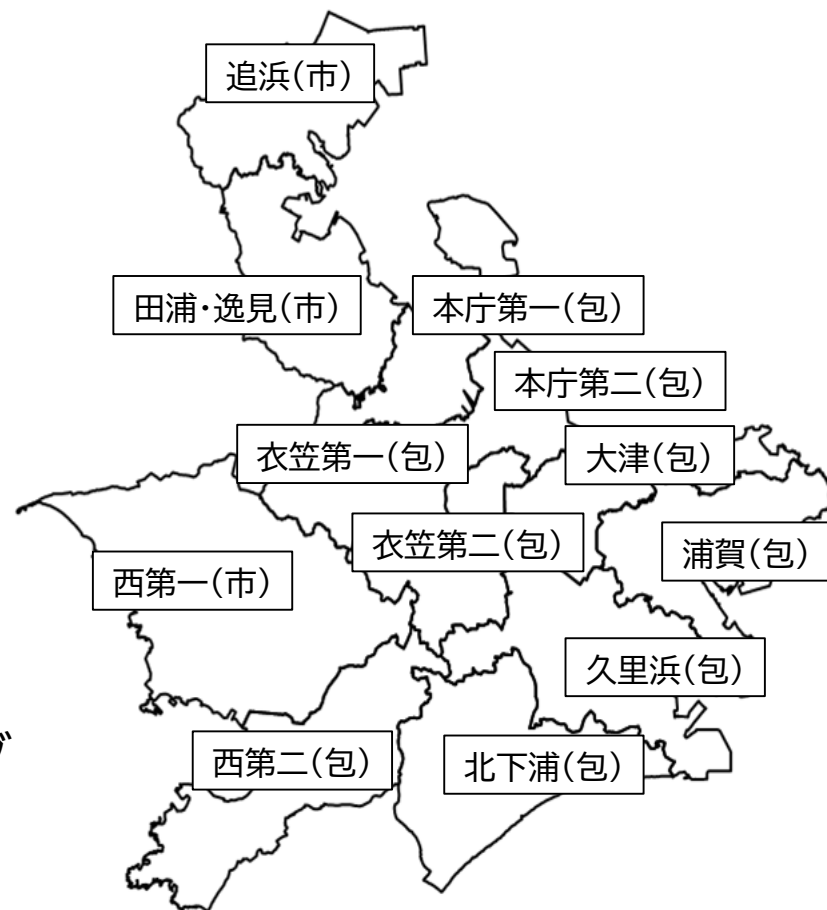 追浜(市)
田浦・逸見(市)
本庁第一(包)
本庁第二(包)
衣笠第一(包)
大津(包)
衣笠第二(包)
浦賀(包)
西第一(市)
久里浜(包)
西第二(包)
北下浦(包)